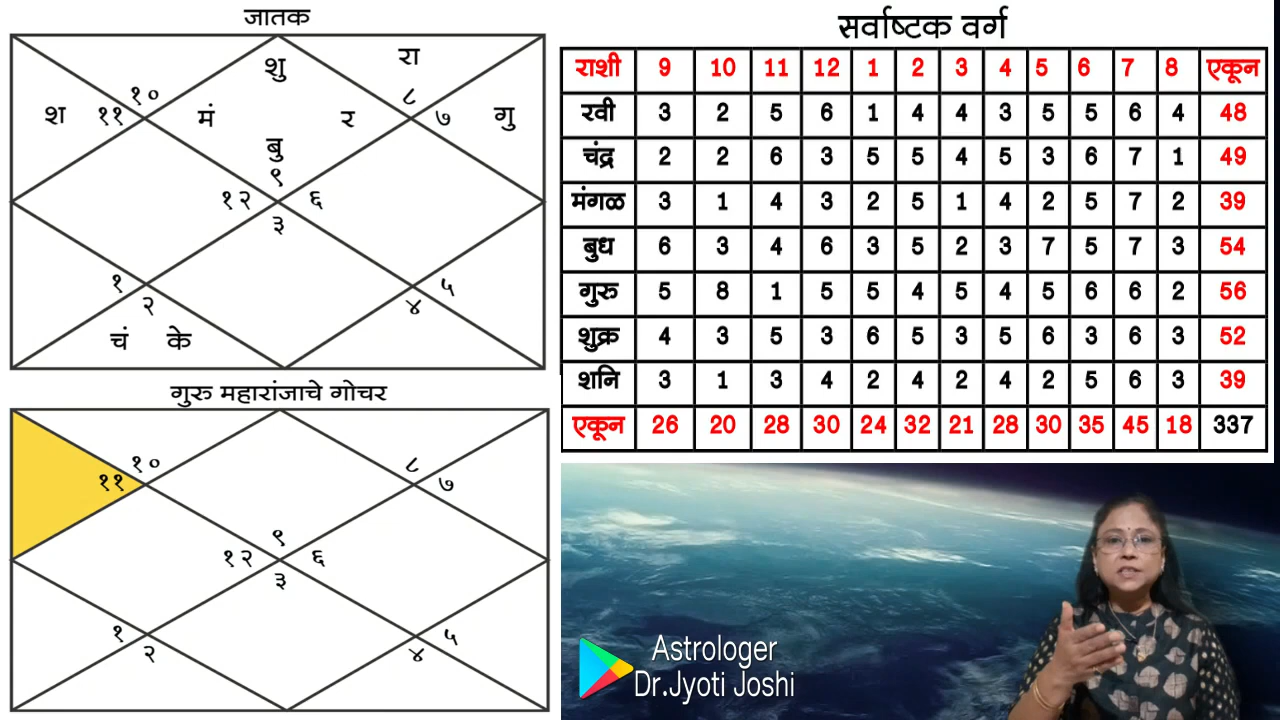 जातक
शु
रा
१०
८
श ११ मं र ७ गु
बु
९
१२ ६
३
१ ५
२ ४
चं के
गुरु महारांजाचे गोचर
१० ८
११ ७
९
१२ ६
३
१ ५
२ ४
सर्वाष्टक वर्ग
राशी 9 10 11 12 1 2 3 4 5 6 7 8 एकून
रवी 3 2 5 6 1 4 4 3 5 5 6 4 48
चंद्र 2 2 6 3 5 5 4 5 3 6 7 1 49
मंगळ 3 1 4 3 2 5 1 4 2 5 7 2 39
बुध 6 3 4 6 3 5 2 3 7 5 7 3 54
गुरु 5 8 1 5 5 4 5 4 5 6 6 2 56
शुक्र 4 3 5 3 6 5 3 5 6 3 6 3 52
शनि 3 1 3 4 2 4 2 4 2 5 6 3 39
एकून 26 20 28 30 24 32 21 28 30 35 45 18 337
Astrologer
Dr.Jyoti Joshi